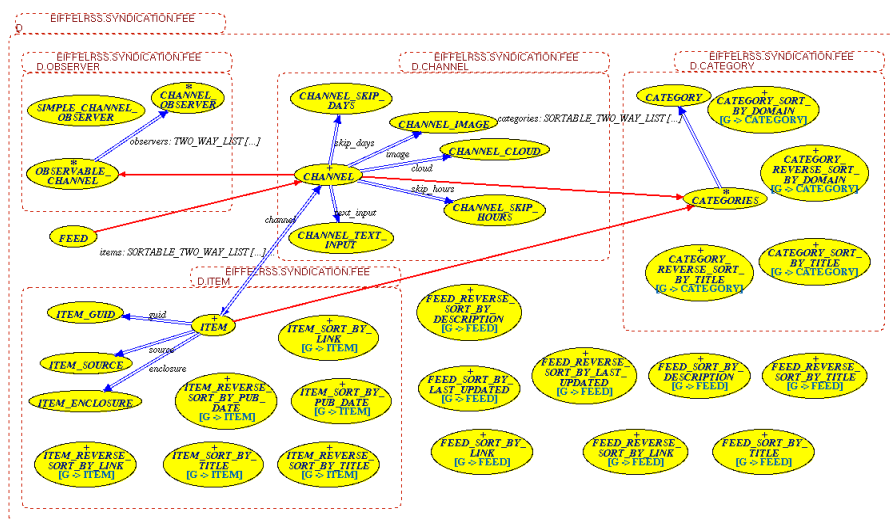 EIFFELRSS.SYNDICATION.FEE
D
EIFFELRSS.SYNDICATION.FEE
D.OBSERVER
*
CHANNEL_
OBSERVER
SIMPLE_CHANNEL_
OBSERVER
observers: TWO_WAY_LIST [...]
*
OBSERVABLE_
CHANNEL
FEED
EIFFELRSS.SYNDICATION.FEE
D.CHANNEL
CHANNEL_SKIP_
DAYS
CHANNEL_IMAGE
categories: SORTABLE_TWO_WAY_LIST [...]
skip_days
image
CHANNEL_CLOUD
cloud
+
CHANNEL
skip_hours
CHANNEL_SKIP_
HOURS
channel
text_input
CHANNEL_TEXT_
INPUT
items: SORTABLE_TWO_WAY_LIST [...]
EIFFELRSS.SYNDICATION.FEE
D.CATEGORY
CATEGORY
+
CATEGORY_SORT_
BY_DOMAIN
[G -> CATEGORY]
+
CATEGORY_
REVERSE_SORT_
BY_DOMAIN
[G -> CATEGORY]
*
CATEGORIES
+
CATEGORY_
REVERSE_SORT_
BY_TITLE
[G -> CATEGORY]
+
CATEGORY_SORT_
BY_TITLE
[G -> CATEGORY]
EIFFELRSS.SYNDICATION.FEE
D.ITEM
ITEM_GUID
guid
+
ITEM
source
ITEM_SOURCE
enclosure
ITEM_ENCLOSURE
+
ITEM_SORT_BY_
LINK
[G -> ITEM]
+
ITEM_REVERSE_
SORT_BY_PUB_
DATE
[G -> ITEM]
+
ITEM_SORT_BY_
PUB_DATE
[G -> ITEM]
+
ITEM_REVERSE_
SORT_BY_LINK
[G -> ITEM]
+
ITEM_SORT_BY_
TITLE
[G -> ITEM]
+
ITEM_REVERSE_
SORT_BY_TITLE
[G -> ITEM]
+
FEED_REVERSE_
SORT_BY_
DESCRIPTION
[G -> FEED]
+
FEED_SORT_BY_
LAST_UPDATED
[G -> FEED]
+
FEED_REVERSE_
SORT_BY_LAST_
UPDATED
[G -> FEED]
+
FEED_SORT_BY_
DESCRIPTION
[G -> FEED]
+
FEED_REVERSE_
SORT_BY_TITLE
[G -> FEED]
+
FEED_SORT_BY_
LINK
[G -> FEED]
+
FEED_REVERSE_
SORT_BY_LINK
[G -> FEED]
+
FEED_SORT_BY_
TITLE
[G -> FEED]